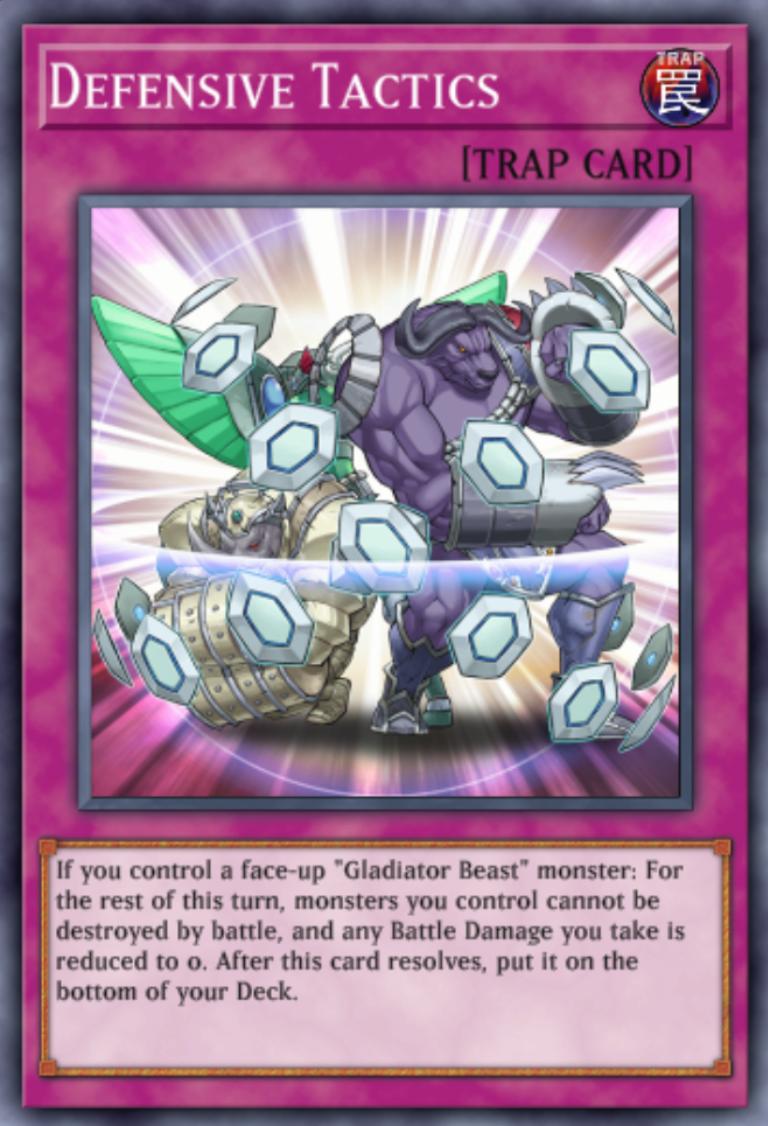 DEFENSIVE TACTICS
TRAP
罠
[TRAP CARD]
If you control a face-up "Gladiator Beast" monster: For
the rest of this turn, monsters you control cannot be
destroyed by battle, and any Battle Damage you take is
reduced to 0. After this card resolves, put it on the
bottom of your Deck.